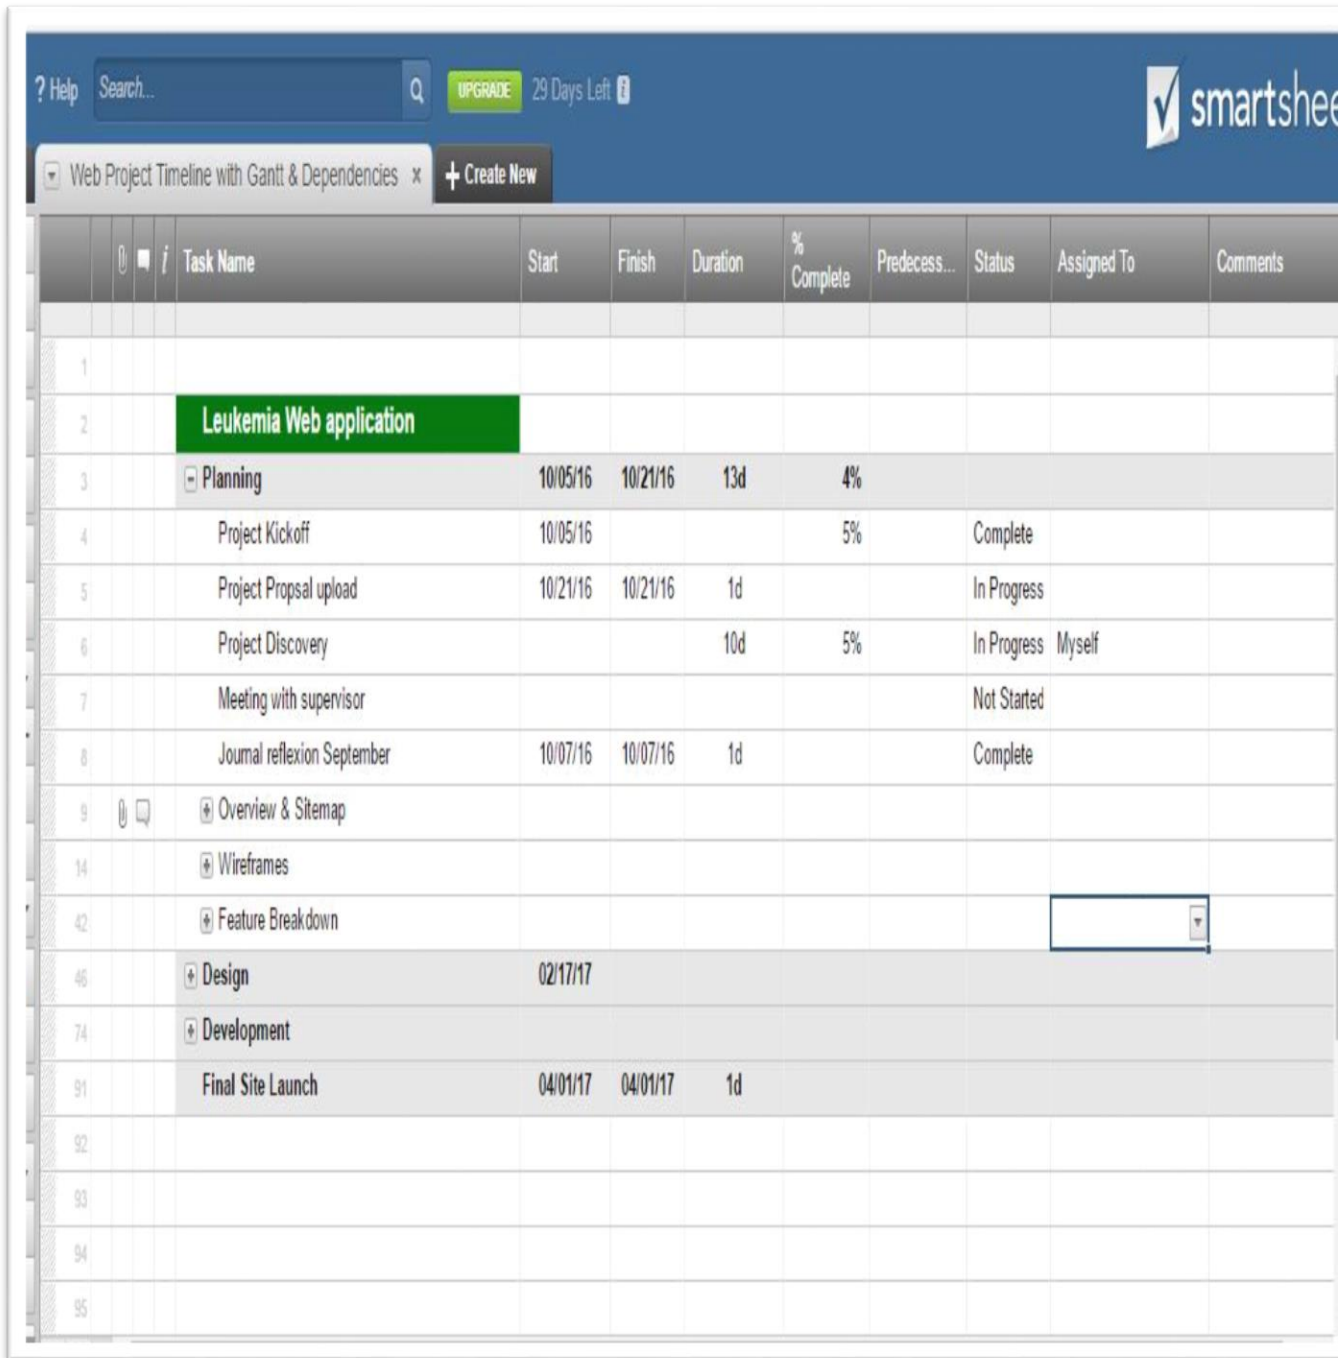 ? Help Search... UPGRADE 29 Days Left i smartshee
Web Project Timeline with Gantt & Dependencies x + Create New
i Task Name Start Finish Duration % Complete Predecess... Status Assigned To Comments
1
2 Leukemia Web application
3 Planning 10/05/16 10/21/16 13d 4%
4 Project Kickoff 10/05/16 5% Complete
5 Project Propsal upload 10/21/16 10/21/16 1d In Progress
6 Project Discovery 10d 5% In Progress Myself
7 Meeting with supervisor Not Started
8 Journal reflexion September 10/07/16 10/07/16 1d Complete
9 Overview & Sitemap
14 Wireframes
42 Feature Breakdown
46 Design 02/17/17
74 Development
91 Final Site Launch 04/01/17 04/01/17 1d
92
93
94
95